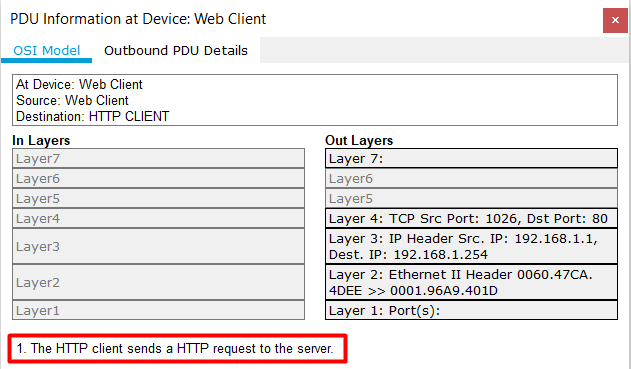 PDU Information at Device: Web Client
×
OSI Model Outbound PDU Details
At Device: Web Client
Source: Web Client
Destination: HTTP CLIENT
In Layers
Layer7
Layer6
Layer5
Layer4
Layer3
Layer2
Layer1
Out Layers
Layer 7:
Layer6
Layer5
Layer 4: TCP Src Port: 1026, Dst Port: 80
Layer 3: IP Header Src. IP: 192.168.1.1,
Dest. IP: 192.168.1.254
Layer 2: Ethernet II Header 0060.47CA.
4DEE >> 0001.96A9.401D
Layer 1: Port(s):
1. The HTTP client sends a HTTP request to the server.